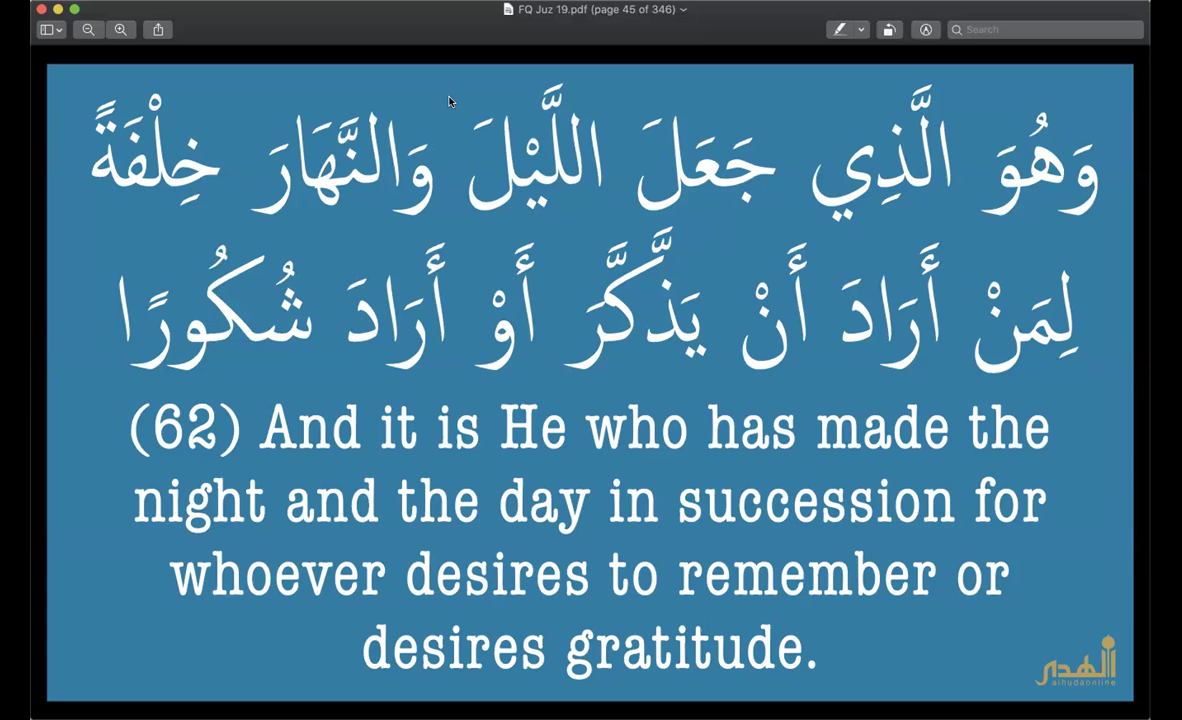 FQ Juz 19.pdf (page 45 of 346)
Search
وَهُوَ الَّذِي جَعَلَ اللَّيْلَ وَالنَّهَارَ خِلْفَةً
لِمَنْ أَرَادَ أَنْ يَذَّكَّرَ أَوْ أَرَادَ شُكُورًا
(62) And it is He who has made the
night and the day in succession for
whoever desires to remember or
desires gratitude.
الهدى
alhudaonline